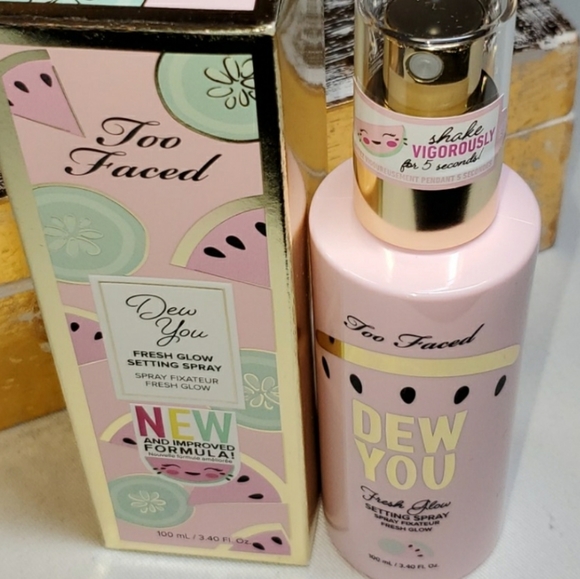 Too
Faced
Dew
You
FRESH GLOW
SETTING SPRAY
SPRAY FIXATEUR
FRESH GLOW
NEW
AND IMPROVED
FORMULA!
100 mL / 3.40 FL. Oz.
shake
VIGOROUSLY
for 5 seconds!
Too Faced
DEW
YOU
Fresh Glow
SETTING SPRAY
SPRAY FIXATEUR
FRESH GLOW
100 mL / 3.40 FL. Oz.